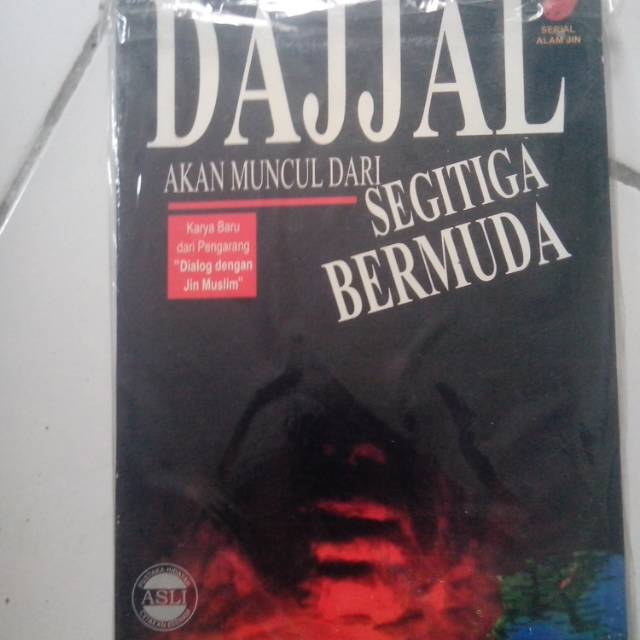 SERIAL
ALAM JIN
DAJJAL
AKAN MUNCUL DARI
SEGITIGA
BERMUDA
Karya Baru
dari Pengarang
"Dialog dengan
Jin Muslim"
ASLI